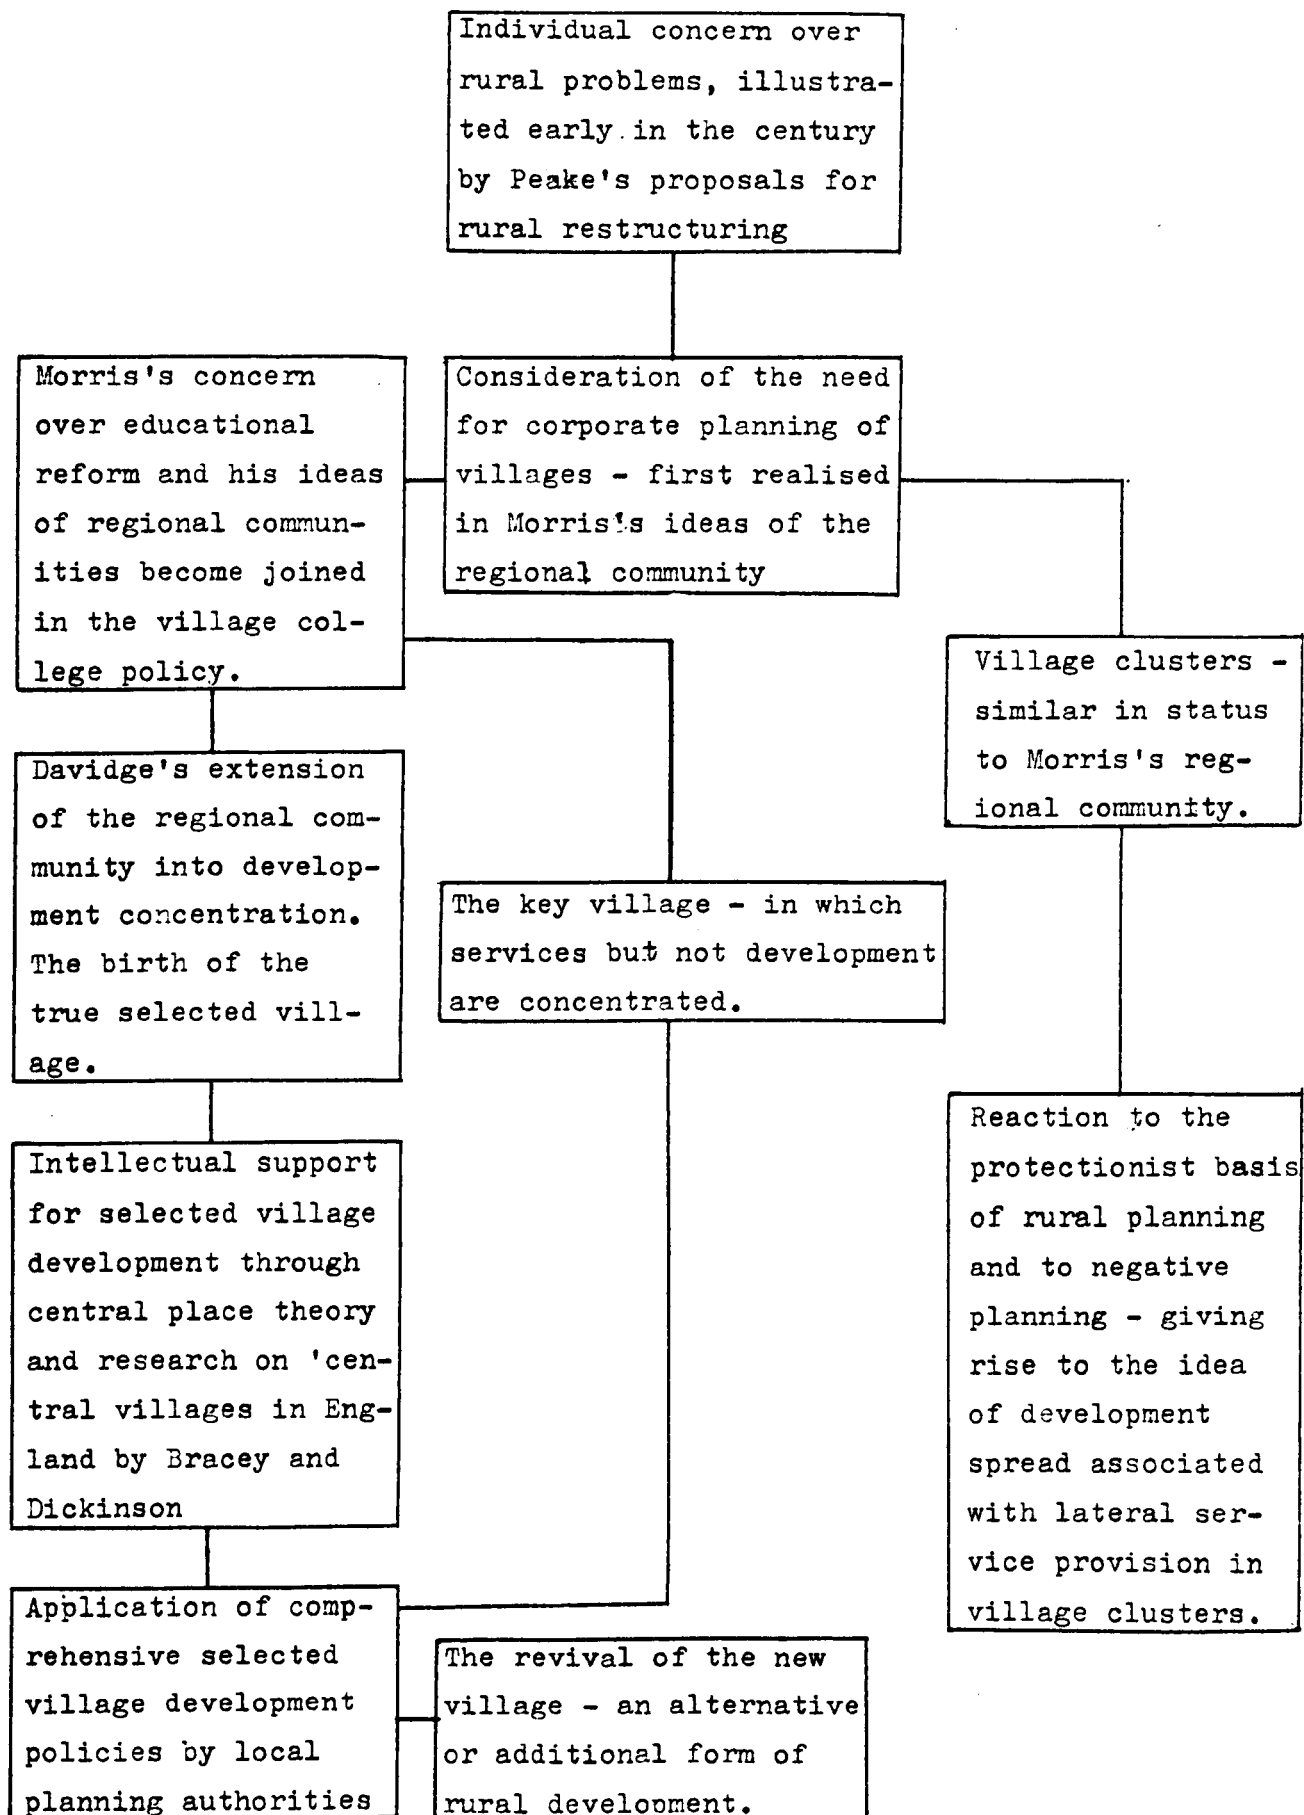 Individual concern over
rural problems, illustra-
ted early in the century
by Peake's proposals for
rural restructuring
Morris's concern
over educational
reform and his ideas
of regional commun-
ities become joined
in the village col-
lege policy.
Consideration of the need
for corporate planning of
villages - first realised
in Morris's ideas of the
regional community
Village clusters -
similar in status
to Morris's reg-
ional community.
Davidge's extension
of the regional com-
munity into develop-
ment concentration.
The birth of the
true selected vill-
age.
The key village - in which
services but not development
are concentrated.
Reaction to the
protectionist basis
of rural planning
and to negative
planning - giving
rise to the idea
of development
spread associated
with lateral ser-
vice provision in
village clusters.
Intellectual support
for selected village
development through
central place theory
and research on 'cen-
tral villages in Eng-
land by Bracey and
Dickinson
Application of comp-
rehensive selected
village development
policies by local
planning authorities
The revival of the new
village - an alternative
or additional form of
rural development.